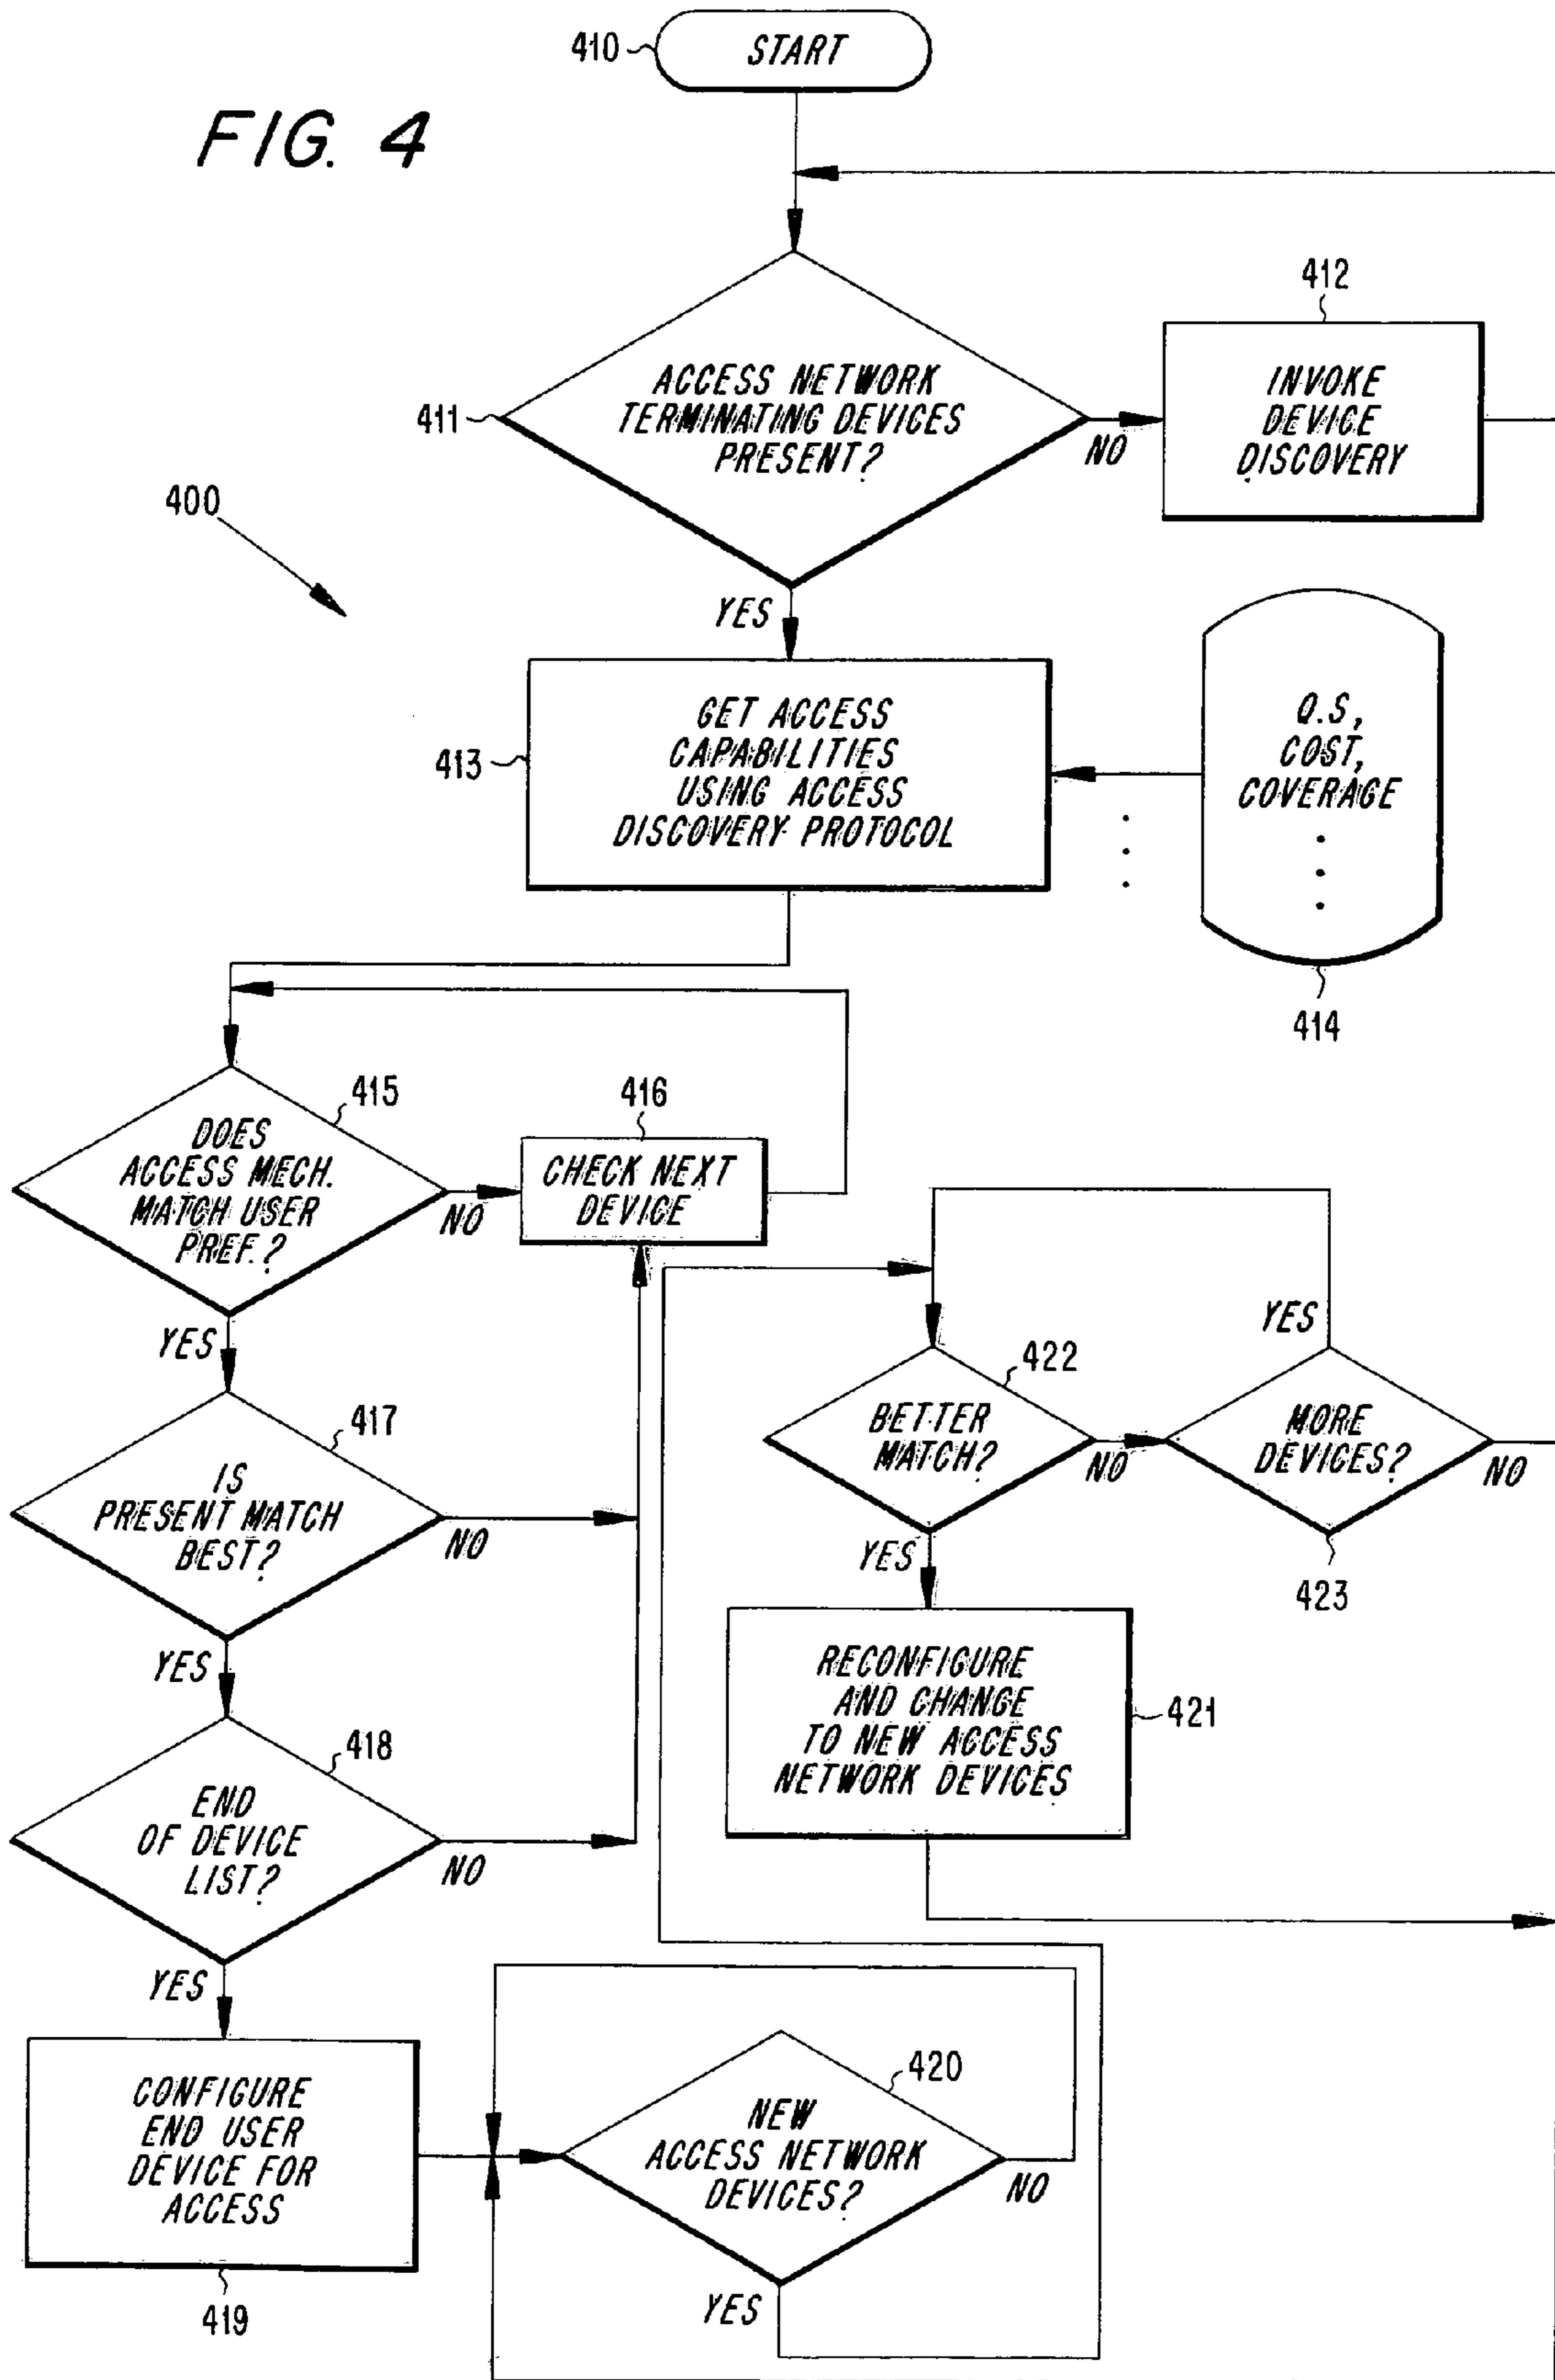 FIG. 4
410
START
411
ACCESS NETWORK
TERMINATING DEVICES
PRESENT?
NO
412
INVOKE
DEVICE
DISCOVERY
400
YES
413
GET ACCESS
CAPABILITIES
USING ACCESS
DISCOVERY PROTOCOL
Q.S,
COST,
COVERAGE
414
415
DOES
ACCESS MECH.
MATCH USER
PREF.?
NO
416
CHECK NEXT
DEVICE
YES
417
IS
PRESENT MATCH
BEST?
NO
YES
418
END
OF DEVICE
LIST?
NO
YES
419
CONFIGURE
END USER
DEVICE FOR
ACCESS
420
NEW
ACCESS NETWORK
DEVICES?
NO
YES
422
BETTER
MATCH?
NO
YES
423
MORE
DEVICES?
YES
NO
421
RECONFIGURE
AND CHANGE
TO NEW ACCESS
NETWORK DEVICES